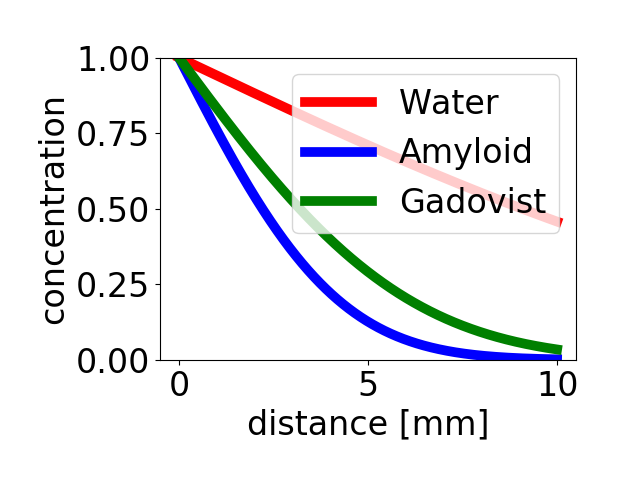 1.00
0.75
0.50
0.25
0.00
concentration
0 5 10
distance [mm]
Water
Amyloid
Gadovist